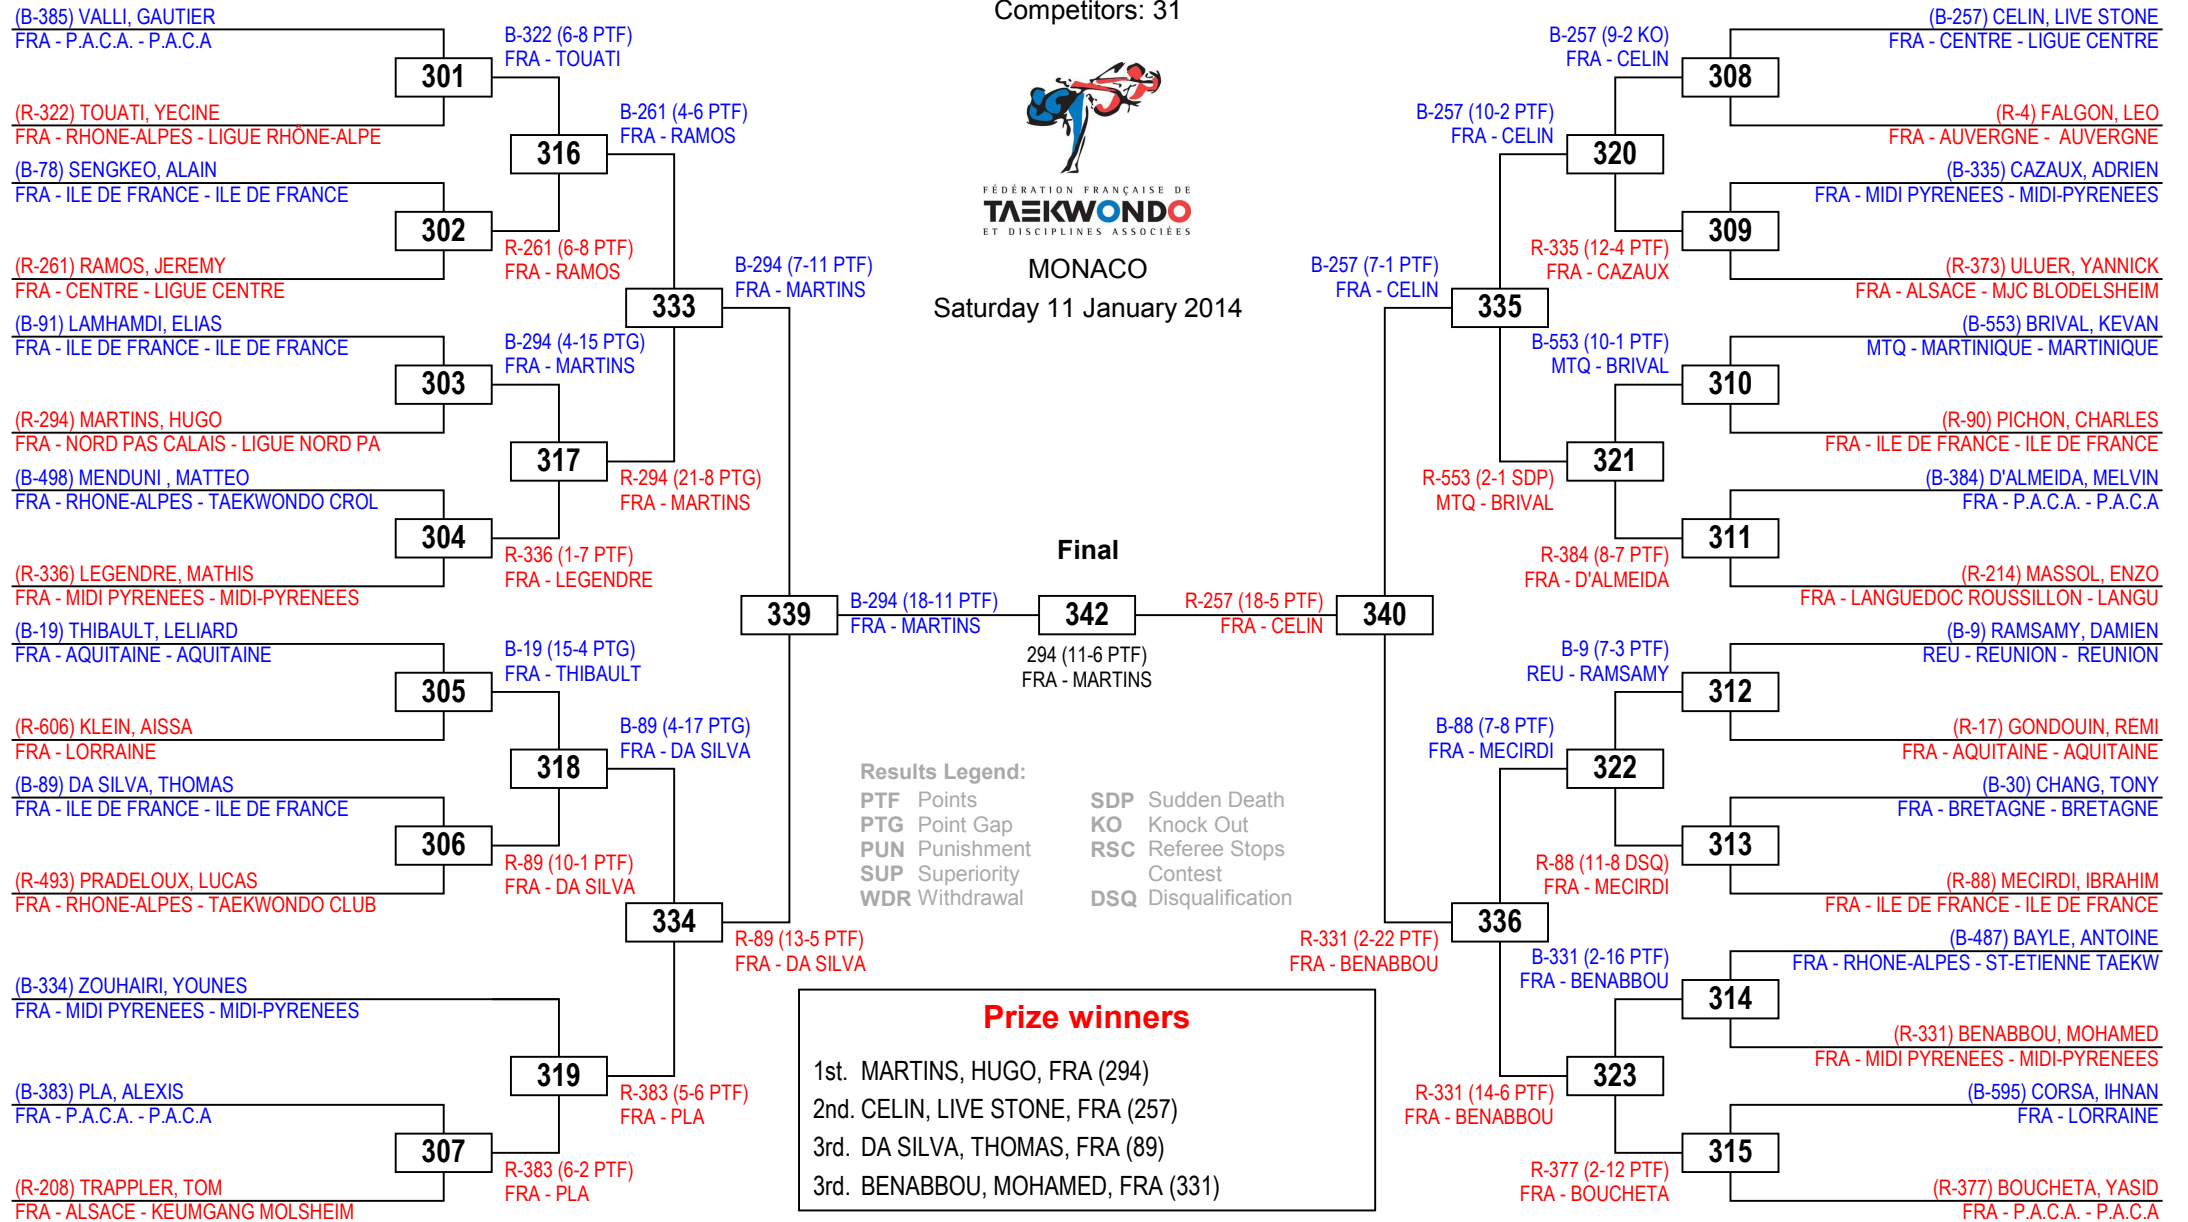 Competitors: 31
FÉDÉRATION FRANÇAISE DE
TAEKWONDO
ET DISCIPLINES ASSOCIÉES
MONACO
Saturday 11 January 2014
(B-385) VALLI, GAUTIER
FRA - P.A.C.A. - P.A.C.A
301
(R-322) TOUATI, YECINE
FRA - RHONE-ALPES - LIGUE RHÔNE-ALPE
(B-78) SENGKEO, ALAIN
FRA - ILE DE FRANCE - ILE DE FRANCE
302
(R-261) RAMOS, JEREMY
FRA - CENTRE - LIGUE CENTRE
(B-91) LAMHAMDI, ELIAS
FRA - ILE DE FRANCE - ILE DE FRANCE
303
(R-294) MARTINS, HUGO
FRA - NORD PAS CALAIS - LIGUE NORD PA
(B-498) MENDUNI , MATTEO
FRA - RHONE-ALPES - TAEKWONDO CROL
304
(R-336) LEGENDRE, MATHIS
FRA - MIDI PYRENEES - MIDI-PYRENEES
(B-19) THIBAULT, LELIARD
FRA - AQUITAINE - AQUITAINE
305
(R-606) KLEIN, AISSA
FRA - LORRAINE
(B-89) DA SILVA, THOMAS
FRA - ILE DE FRANCE - ILE DE FRANCE
306
(R-493) PRADELOUX, LUCAS
FRA - RHONE-ALPES - TAEKWONDO CLUB
(B-334) ZOUHAIRI, YOUNES
FRA - MIDI PYRENEES - MIDI-PYRENEES
(B-383) PLA, ALEXIS
FRA - P.A.C.A. - P.A.C.A
307
(R-208) TRAPPLER, TOM
FRA - ALSACE - KEUMGANG MOLSHEIM
B-322 (6-8 PTF)
FRA - TOUATI
316
R-261 (6-8 PTF)
FRA - RAMOS
B-294 (4-15 PTG)
FRA - MARTINS
317
R-336 (1-7 PTF)
FRA - LEGENDRE
B-19 (15-4 PTG)
FRA - THIBAULT
318
R-89 (10-1 PTF)
FRA - DA SILVA
319
R-383 (6-2 PTF)
FRA - PLA
B-261 (4-6 PTF)
FRA - RAMOS
333
R-294 (21-8 PTG)
FRA - MARTINS
B-89 (4-17 PTG)
FRA - DA SILVA
334
R-383 (5-6 PTF)
FRA - PLA
B-294 (7-11 PTF)
FRA - MARTINS
339
R-89 (13-5 PTF)
FRA - DA SILVA
B-294 (18-11 PTF)
FRA - MARTINS
Final
342
294 (11-6 PTF)
FRA - MARTINS
R-257 (18-5 PTF)
FRA - CELIN
B-257 (7-1 PTF)
FRA - CELIN
340
R-331 (2-22 PTF)
FRA - BENABBOU
B-257 (10-2 PTF)
FRA - CELIN
335
R-553 (2-1 SDP)
MTQ - BRIVAL
B-88 (7-8 PTF)
FRA - MECIRDI
336
R-331 (14-6 PTF)
FRA - BENABBOU
B-257 (9-2 KO)
FRA - CELIN
320
R-335 (12-4 PTF)
FRA - CAZAUX
B-553 (10-1 PTF)
MTQ - BRIVAL
321
R-384 (8-7 PTF)
FRA - D'ALMEIDA
B-9 (7-3 PTF)
REU - RAMSAMY
322
R-88 (11-8 DSQ)
FRA - MECIRDI
B-331 (2-16 PTF)
FRA - BENABBOU
323
R-377 (2-12 PTF)
FRA - BOUCHETA
(B-257) CELIN, LIVE STONE
FRA - CENTRE - LIGUE CENTRE
308
(R-4) FALGON, LEO
FRA - AUVERGNE - AUVERGNE
(B-335) CAZAUX, ADRIEN
FRA - MIDI PYRENEES - MIDI-PYRENEES
309
(R-373) ULUER, YANNICK
FRA - ALSACE - MJC BLODELSHEIM
(B-553) BRIVAL, KEVAN
MTQ - MARTINIQUE - MARTINIQUE
310
(R-90) PICHON, CHARLES
FRA - ILE DE FRANCE - ILE DE FRANCE
(B-384) D'ALMEIDA, MELVIN
FRA - P.A.C.A. - P.A.C.A
311
(R-214) MASSOL, ENZO
FRA - LANGUEDOC ROUSSILLON - LANGU
(B-9) RAMSAMY, DAMIEN
REU - REUNION - REUNION
312
(R-17) GONDOUIN, RÉMI
FRA - AQUITAINE - AQUITAINE
(B-30) CHANG, TONY
FRA - BRETAGNE - BRETAGNE
313
(R-88) MECIRDI, IBRAHIM
FRA - ILE DE FRANCE - ILE DE FRANCE
(B-487) BAYLE, ANTOINE
FRA - RHONE-ALPES - ST-ETIENNE TAEKW
314
(R-331) BENABBOU, MOHAMED
FRA - MIDI PYRENEES - MIDI-PYRENEES
(B-595) CORSA, IHNAN
FRA - LORRAINE
315
(R-377) BOUCHETA, YASID
FRA - P.A.C.A. - P.A.C.A
Results Legend:
PTF Points
PTG Point Gap
PUN Punishment
SUP Superiority
WDR Withdrawal
SDP Sudden Death
KO Knock Out
RSC Referee Stops
Contest
DSQ Disqualification
Prize winners
1st. MARTINS, HUGO, FRA (294)
2nd. CELIN, LIVE STONE, FRA (257)
3rd. DA SILVA, THOMAS, FRA (89)
3rd. BENABBOU, MOHAMED, FRA (331)